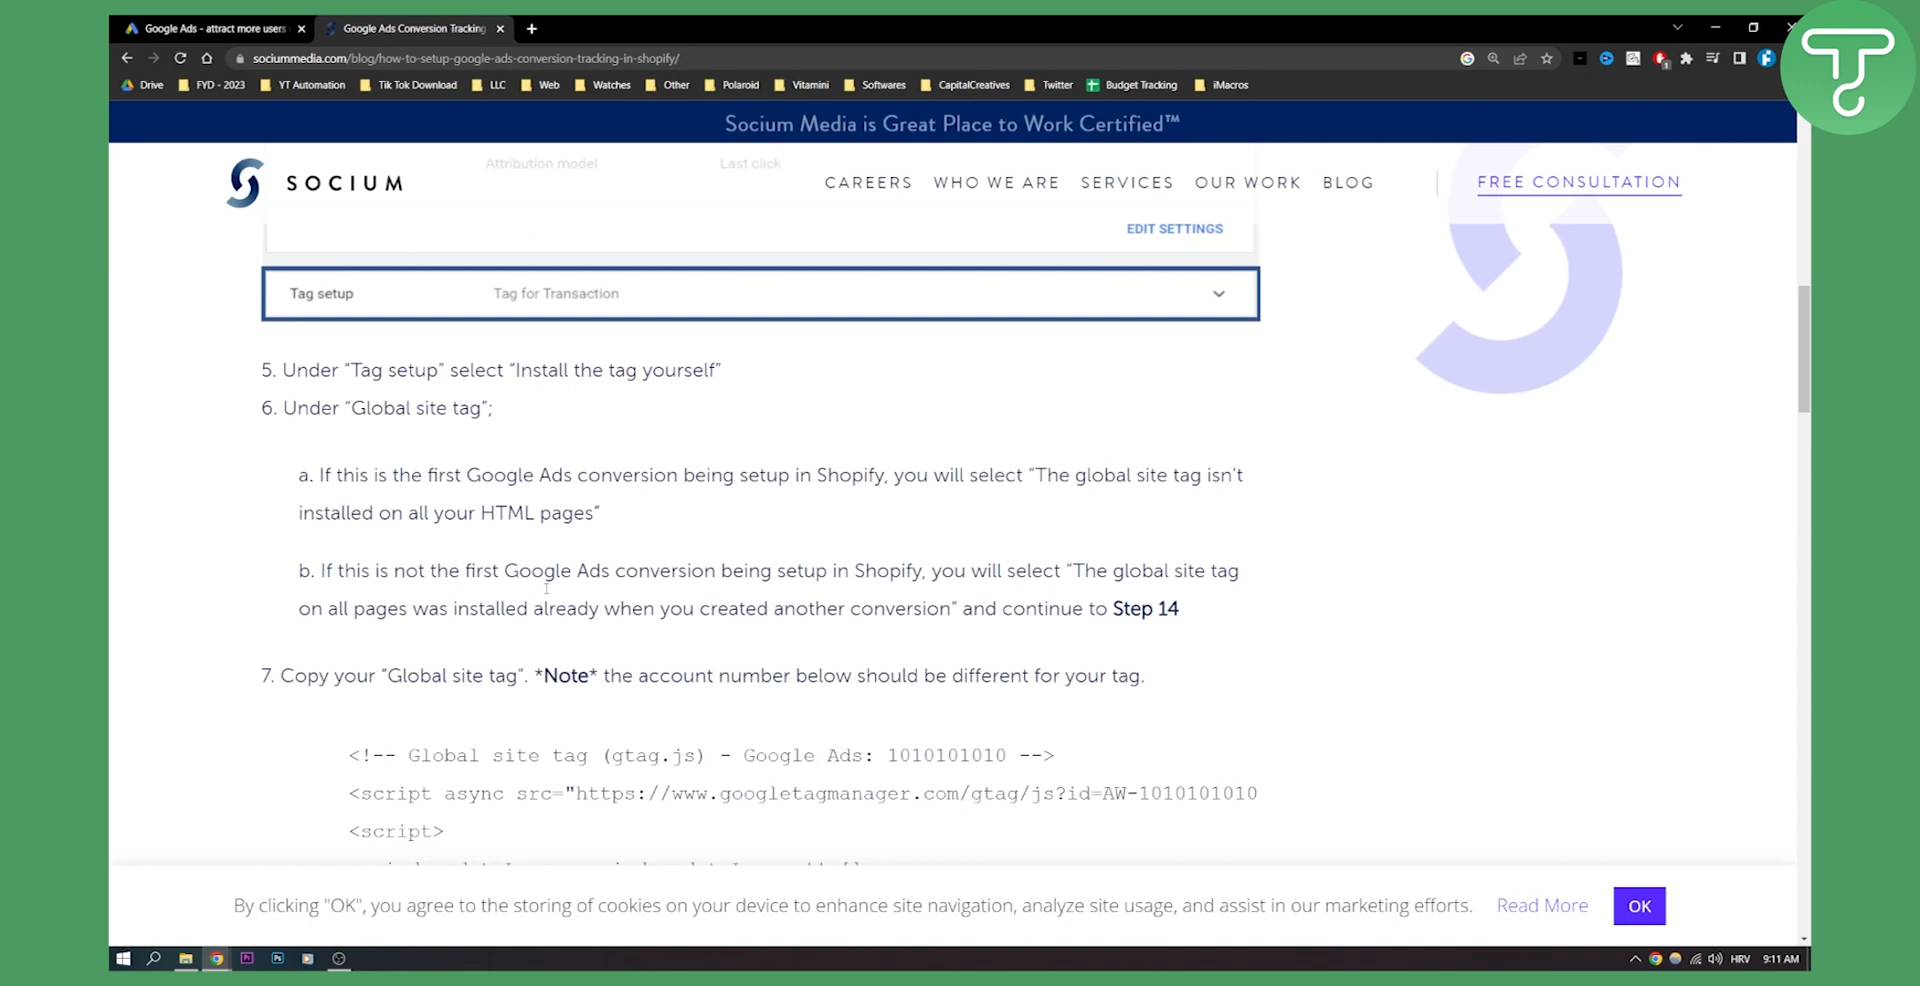 Google Ads - attract more users
Google Ads Conversion Tracking
sociummedia.com/blog/how-to-setup-google-ads-conversion-tracking-in-shopify/
Drive FYD - 2023 YT Automation Tik Tok Download LLC Web Watches Other Polaroid Vitamini Softwares CapitalCreatives Twitter Budget Tracking iMacros
Socium Media is Great Place to Work Certified™
Attribution model Last click
SOCIUM
CAREERS WHO WE ARE SERVICES OUR WORK BLOG FREE CONSULTATION
EDIT SETTINGS
Tag setup Tag for Transaction
5. Under “Tag setup” select “Install the tag yourself”
6. Under “Global site tag”;
a. If this is the first Google Ads conversion being setup in Shopify, you will select “The global site tag isn’t
installed on all your HTML pages”
b. If this is not the first Google Ads conversion being setup in Shopify, you will select “The global site tag
on all pages was installed already when you created another conversion” and continue to Step 14
7. Copy your “Global site tag”. *Note* the account number below should be different for your tag.
<!-- Global site tag (gtag.js) - Google Ads: 1010101010 -->
<script async src="https://www.googletagmanager.com/gtag/js?id=AW-1010101010
<script>
By clicking "OK", you agree to the storing of cookies on your device to enhance site navigation, analyze site usage, and assist in our marketing efforts. Read More OK
HRV 9:11 AM